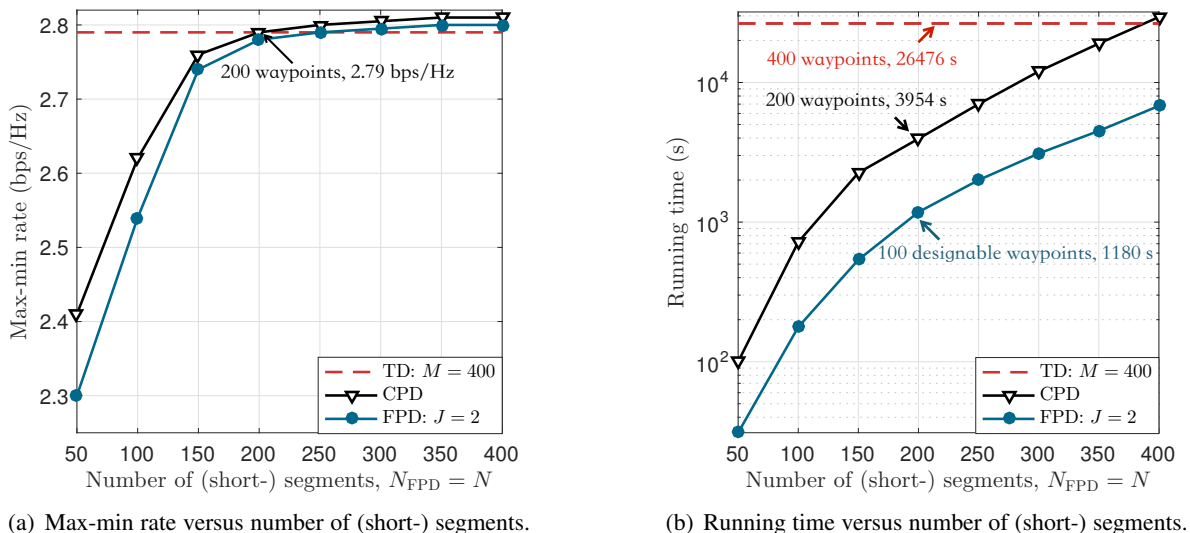 2.8
2.7
2.6
2.5
2.4
2.3
Max-min rate (bps/Hz)
200 waypoints, 2.79 bps/Hz
TD: M = 400
CPD
FPD: J = 2
50 100 150 200 250 300 350 400
Number of (short-) segments, N_FPD = N
(a) Max-min rate versus number of (short-) segments.
10^4
10^3
10^2
Running time (s)
400 waypoints, 26476 s
200 waypoints, 3954 s
100 designable waypoints, 1180 s
TD: M = 400
CPD
FPD: J = 2
50 100 150 200 250 300 350 400
Number of (short-) segments, N_FPD = N
(b) Running time versus number of (short-) segments.